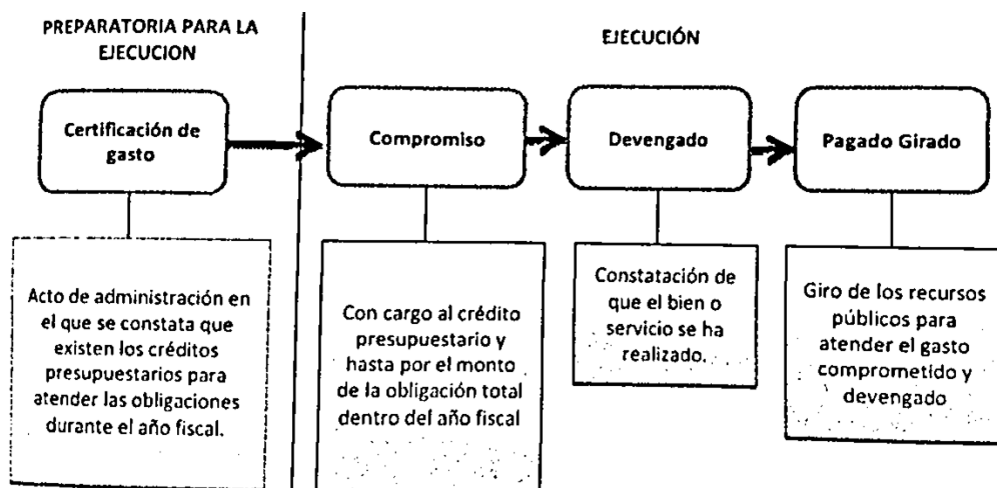 PREPARATORIA PARA LA
EJECUCION
EJECUCIÓN
Certificación de
gasto
Compromiso
Devengado
Pagado Girado
Acto de administración en
el que se constata que
existen los créditos
presupuestarios para
atender las obligaciones
durante el año fiscal.
Con cargo al crédito
presupuestario y
hasta por el monto
de la obligación total
dentro del año fiscal
Constatación de
que el bien o
servicio se ha
realizado.
Giro de los recursos
públicos para
atender el gasto
comprometido y
devengado